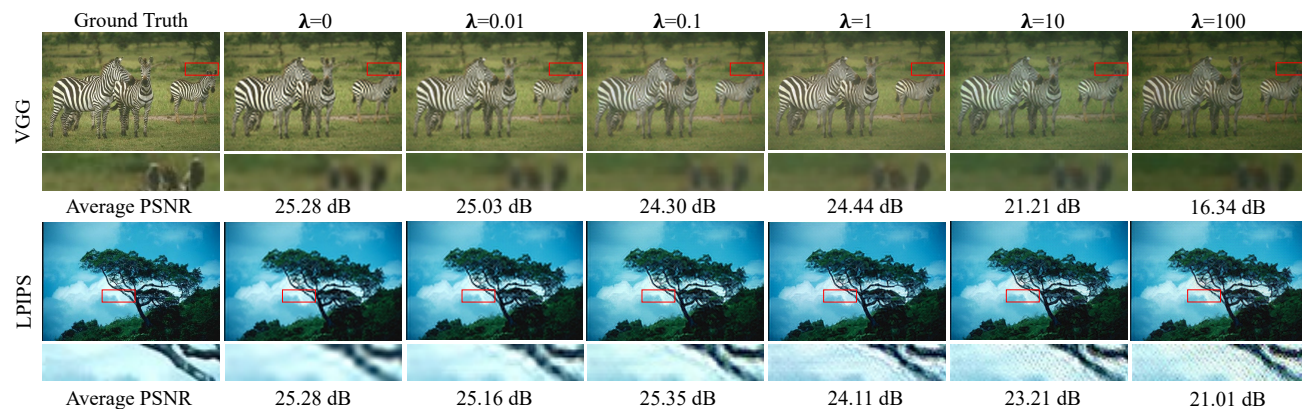 Ground Truth λ=0 λ=0.01 λ=0.1 λ=1 λ=10 λ=100
VGG
Average PSNR 25.28 dB 25.03 dB 24.30 dB 24.44 dB 21.21 dB 16.34 dB
LPIPS
Average PSNR 25.28 dB 25.16 dB 25.35 dB 24.11 dB 23.21 dB 21.01 dB